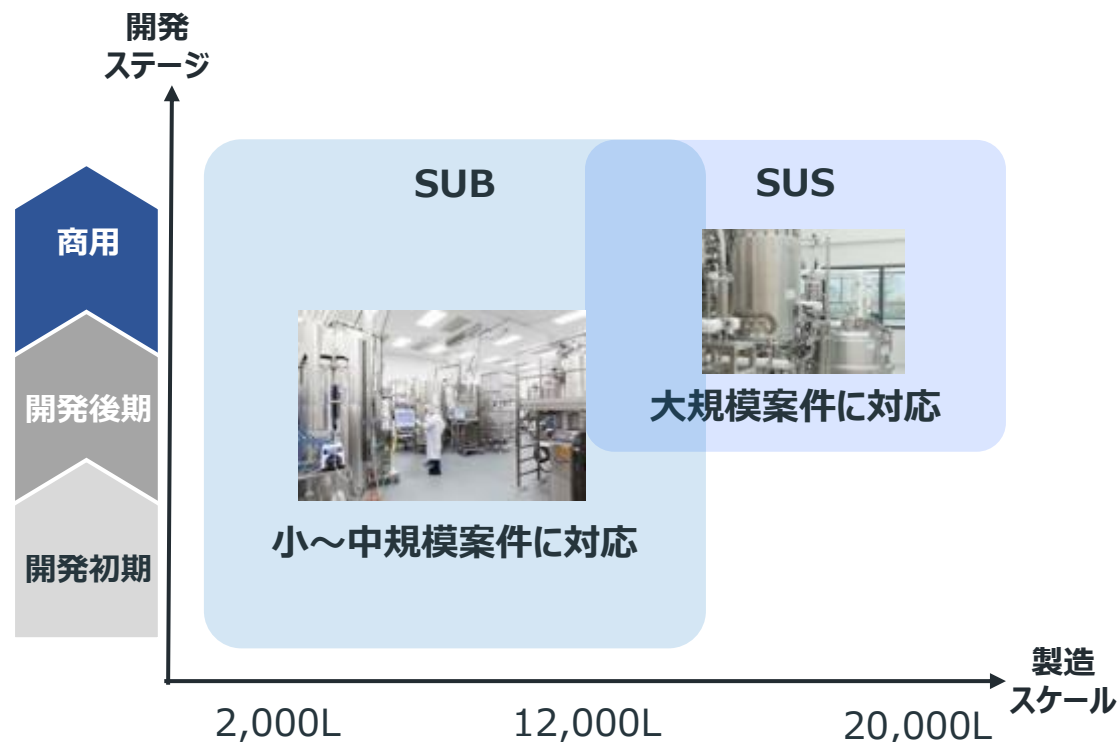 開発
ステージ
SUB
SUS
商用
開発後期
大規模案件に対応
小～中規模案件に対応
開発初期
製造
スケール
2,000L
12,000L
20,000L